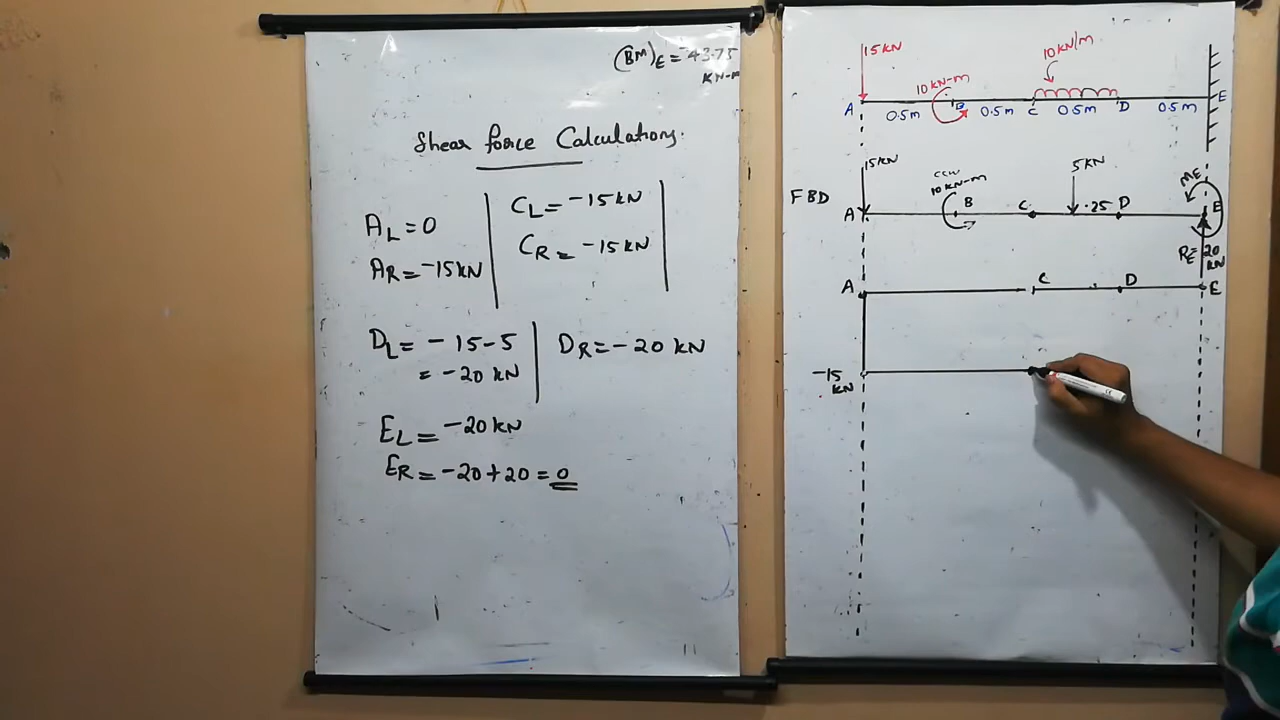 (BM)E = -43.75
KN-m
Shear force Calculations.
AL = 0
AR = -15 KN
CL = -15 KN
CR = -15 KN
DL = - 15 - 5
= -20 KN
DR = -20 KN
EL = -20 KN
ER = -20 + 20 = 0
15 KN
10 KN-m
10 KN/m
A B C D E
0.5m 0.5m 0.5m 0.5m
FBD
15 KN
CCW
10 KN-m
5 KN
ME
A B C .25 D E
RE = 20
KN
A C D E
-15
KN